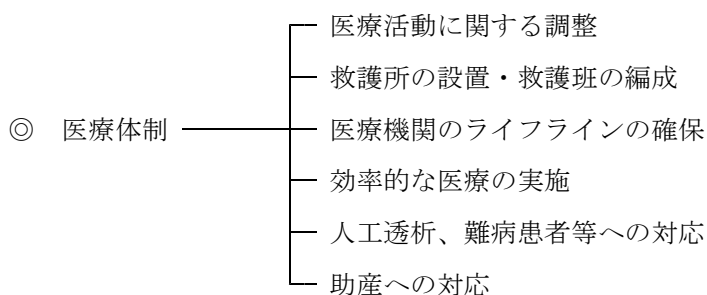 医療活動に関する調整
救護所の設置・救護班の編成
◎ 医療体制 医療機関のライフラインの確保
効率的な医療の実施
人工透析、難病患者等への対応
助産への対応